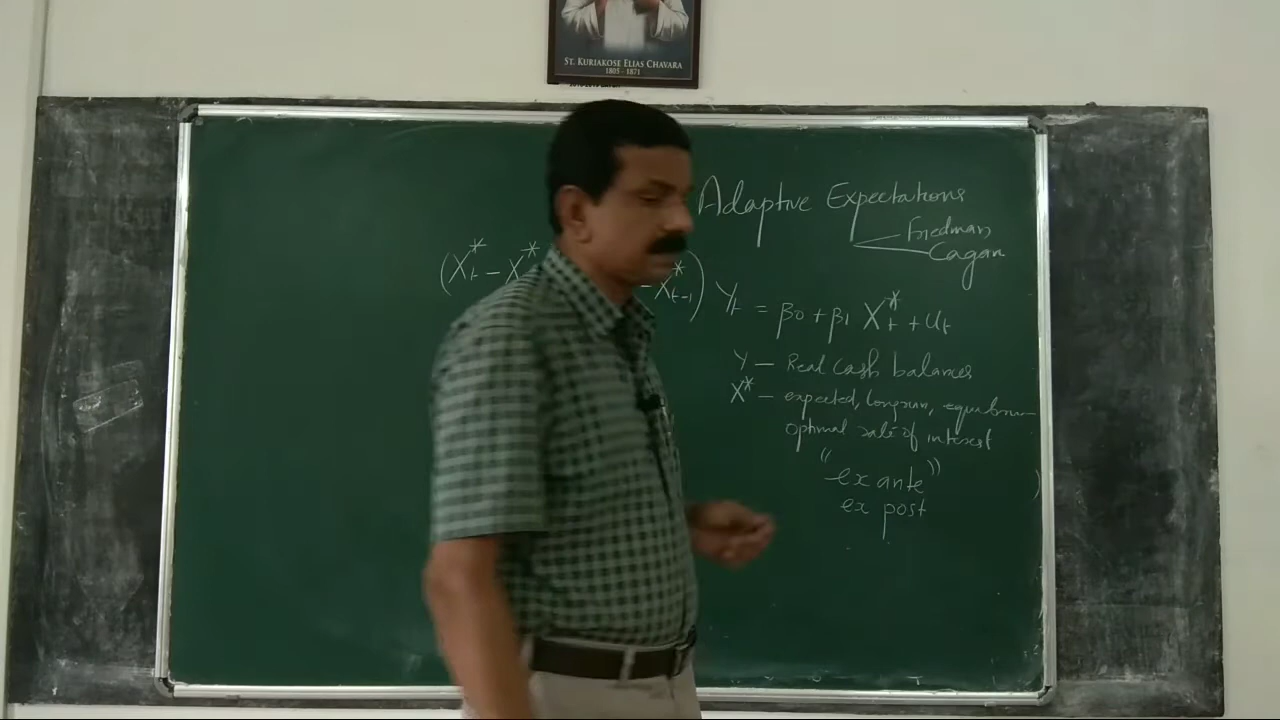 ST. KURIAKOSE ELIAS CHAVARA
1805 - 1871
Adaptive Expectations
Friedman
Cagan
(X*t - X*
- X*t-1)
Yt = β0 + β1 X*t + Ut
Y — Real cash balances
X* — expected, longrun, equilibrium
optimal rate of interest
"ex ante"
ex post